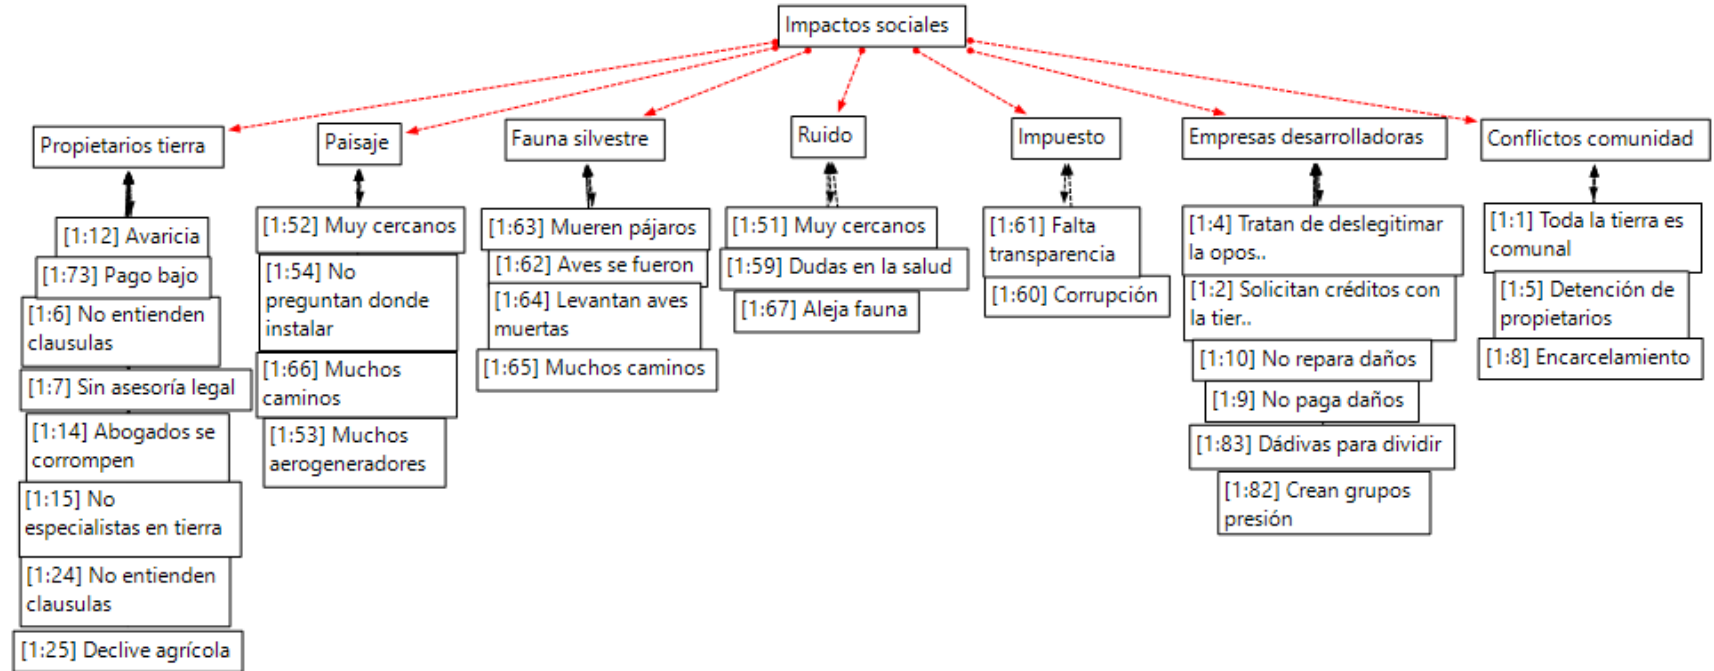 Impactos sociales
Propietarios tierra
Paisaje
Fauna silvestre
Ruido
Impuesto
Empresas desarrolladoras
Conflictos comunidad
[1:12] Avaricia
[1:73] Pago bajo
[1:6] No entienden
clausulas
[1:7] Sin asesoría legal
[1:14] Abogados se
corrompen
[1:15] No
especialistas en tierra
[1:24] No entienden
clausulas
[1:25] Declive agrícola
[1:52] Muy cercanos
[1:54] No
preguntan donde
instalar
[1:66] Muchos
caminos
[1:53] Muchos
aerogeneradores
[1:63] Mueren pájaros
[1:62] Aves se fueron
[1:64] Levantan aves
muertas
[1:65] Muchos caminos
[1:51] Muy cercanos
[1:59] Dudas en la salud
[1:67] Aleja fauna
[1:61] Falta
transparencia
[1:60] Corrupción
[1:4] Tratan de deslegitimar
la opos..
[1:2] Solicitan créditos con
la tier..
[1:10] No repara daños
[1:9] No paga daños
[1:83] Dádivas para dividir
[1:82] Crean grupos
presión
[1:1] Toda la tierra es
comunal
[1:5] Detención de
propietarios
[1:8] Encarcelamiento